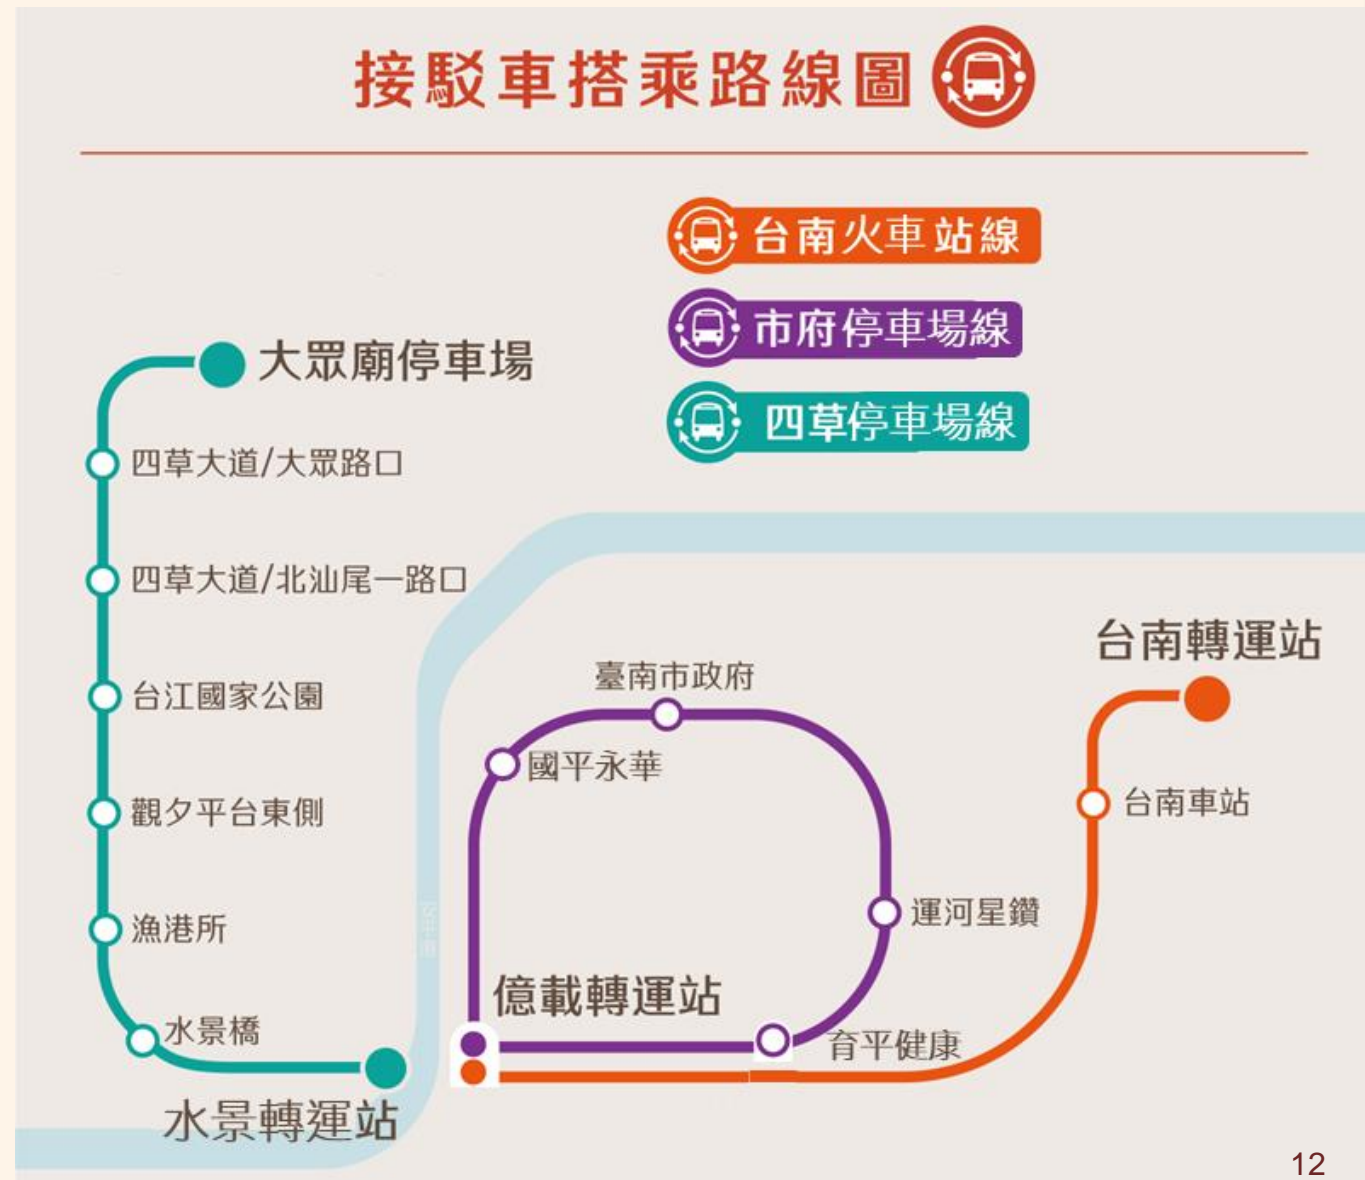 接駁車搭乘路線圖
台南火車站線
市府停車場線
四草停車場線
大眾廟停車場
四草大道/大眾路口
四草大道/北汕尾一路口
台江國家公園
觀夕平台東側
漁港所
水景橋
水景轉運站
臺南市政府
國平永華
運河星鑽
億載轉運站
育平健康
台南轉運站
台南車站
12